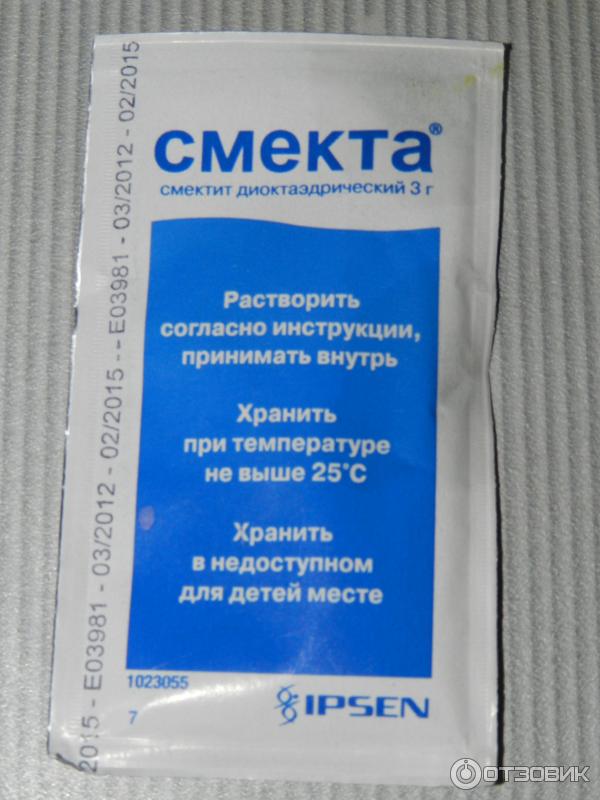 смекта®
смектит диоктаэдрический 3 г
Растворить
согласно инструкции,
принимать внутрь
Хранить
при температуре
не выше 25°C
Хранить
в недоступном
для детей месте
1023055
7
IPSEN
2015 - E03981 - 03/2012 - 02/2015 -- E03981 - 03/2012 - 02/2015
ОТЗОВИК